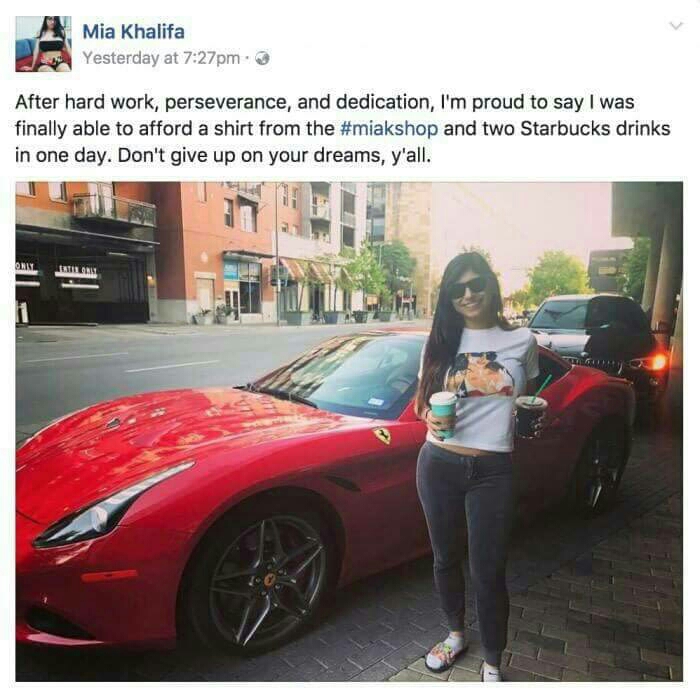 Mia Khalifa
Yesterday at 7:27pm ·
After hard work, perseverance, and dedication, I'm proud to say I was
finally able to afford a shirt from the #miakshop and two Starbucks drinks
in one day. Don't give up on your dreams, y'all.
ONLY
ENTER ONLY